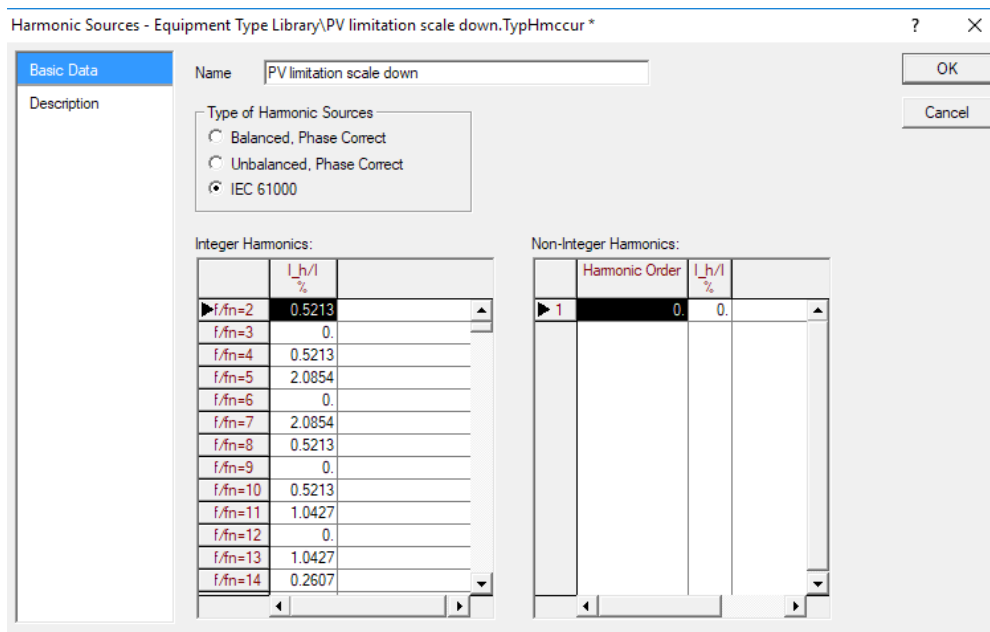 Harmonic Sources - Equipment Type Library\PV limitation scale down.TypHmccur * ? ×
Basic Data
Description
Name PV limitation scale down
OK
Cancel
Type of Harmonic Sources
Balanced, Phase Correct
Unbalanced, Phase Correct
IEC 61000
Integer Harmonics:
I_h/I
%
f/fn=2 0.5213
f/fn=3 0.
f/fn=4 0.5213
f/fn=5 2.0854
f/fn=6 0.
f/fn=7 2.0854
f/fn=8 0.5213
f/fn=9 0.
f/fn=10 0.5213
f/fn=11 1.0427
f/fn=12 0.
f/fn=13 1.0427
f/fn=14 0.2607
Non-Integer Harmonics:
Harmonic Order I_h/I
%
1 0. 0.